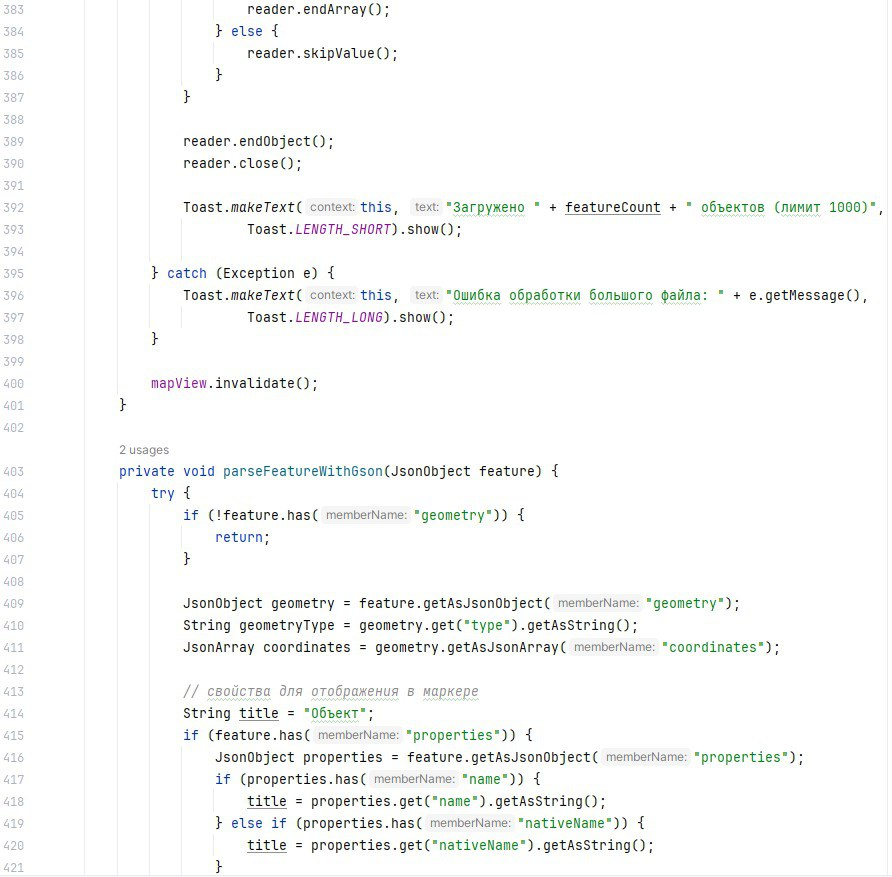 383 reader.endArray();
384 } else {
385 reader.skipValue();
386 }
387 }
388
389 reader.endObject();
390 reader.close();
391
392 Toast.makeText( context: this, text: "Загружено " + featureCount + " объектов (лимит 1000)",
393 Toast.LENGTH_SHORT).show();
394
395 } catch (Exception e) {
396 Toast.makeText( context: this, text: "Ошибка обработки большого файла: " + e.getMessage(),
397 Toast.LENGTH_LONG).show();
398 }
399
400 mapView.invalidate();
401 }
402
2 usages
403 private void parseFeatureWithGson(JsonObject feature) {
404 try {
405 if (!feature.has( memberName: "geometry")) {
406 return;
407 }
408
409 JsonObject geometry = feature.getAsJsonObject( memberName: "geometry");
410 String geometryType = geometry.get("type").getAsString();
411 JsonArray coordinates = geometry.getAsJsonArray( memberName: "coordinates");
412
413 // свойства для отображения в маркере
414 String title = "Объект";
415 if (feature.has( memberName: "properties")) {
416 JsonObject properties = feature.getAsJsonObject( memberName: "properties");
417 if (properties.has( memberName: "name")) {
418 title = properties.get("name").getAsString();
419 } else if (properties.has( memberName: "nativeName")) {
420 title = properties.get("nativeName").getAsString();
421 }